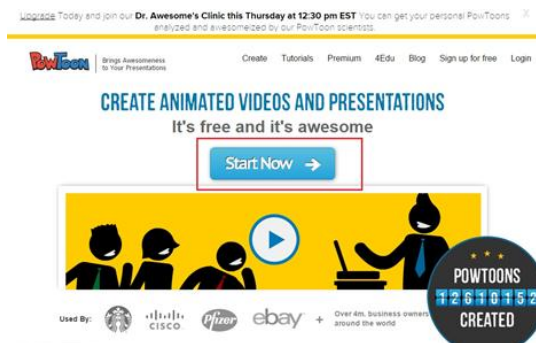 Upgrade Today and join our Dr. Awesome's Clinic this Thursday at 12:30 pm EST You can get your personal PowToons X
analyzed and awesomeized by our PowToon scientists.
PowToon
Brings Awesomeness
to Your Presentations
Create Tutorials Premium 4Edu Blog Sign up for free Login
CREATE ANIMATED VIDEOS AND PRESENTATIONS
It's free and it's awesome
Start Now →
POWTOONS
12610152
CREATED
Used By: CISCO Pfizer ebay + Over 4m. business owners
around the world